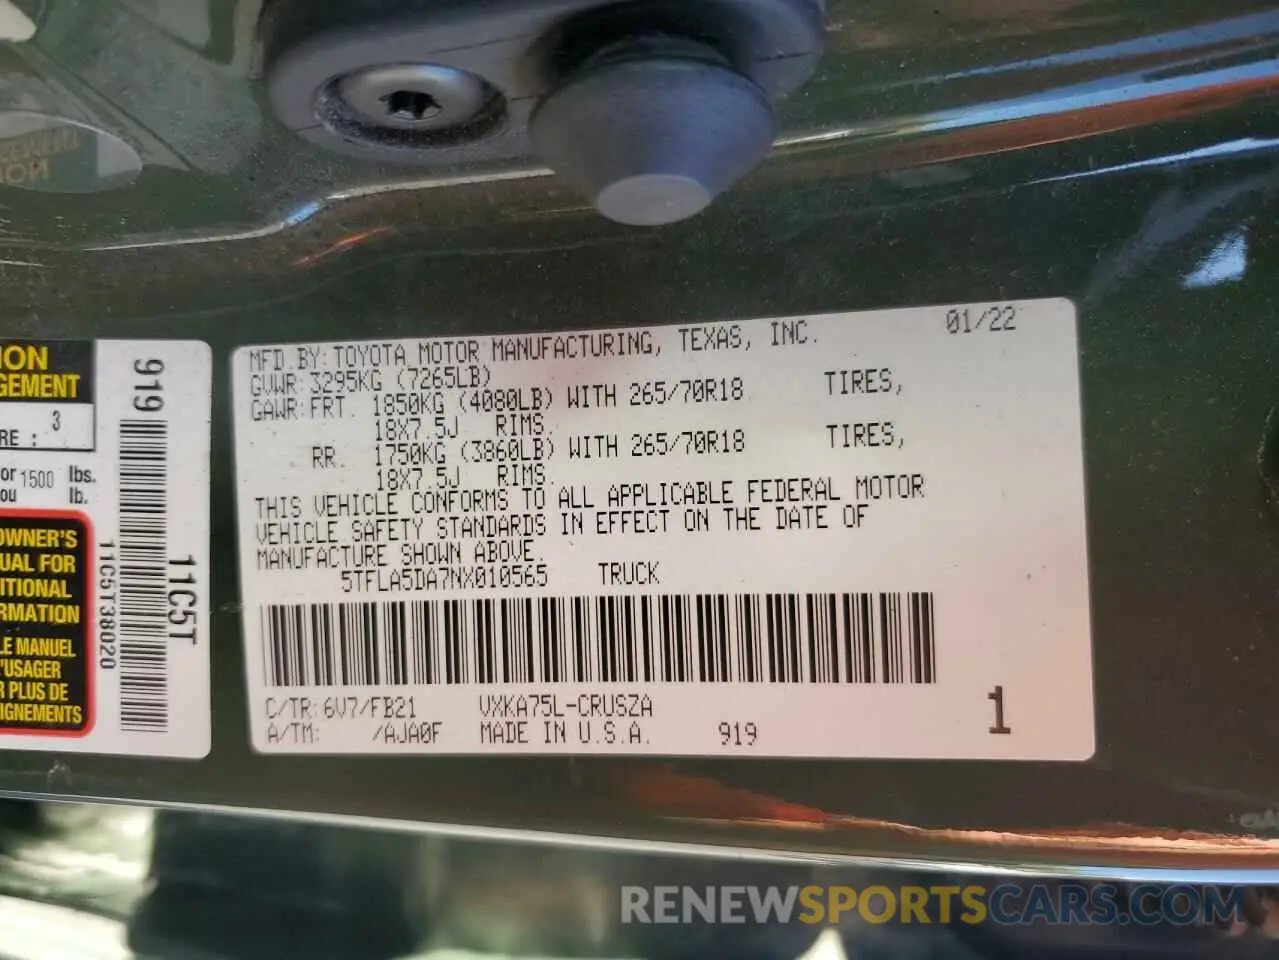 MFD.BY: TOYOTA MOTOR MANUFACTURING, TEXAS, INC. 01/22
GVWR: 3295KG (7265LB)
GAWR: FRT. 1850KG (4080LB) WITH 265/70R18 TIRES,
18X7.5J RIMS.
RR. 1750KG (3860LB) WITH 265/70R18 TIRES,
18X7.5J RIMS.
THIS VEHICLE CONFORMS TO ALL APPLICABLE FEDERAL MOTOR
VEHICLE SAFETY STANDARDS IN EFFECT ON THE DATE OF
MANUFACTURE SHOWN ABOVE.
5TFLA5DA7NX010565 TRUCK
C/TR: 6V7/FB21 VXKA75L-CRUSZA
A/TM: /AJA0F MADE IN U.S.A. 919
1
ION
GEMENT
RE : 3
or 1500 lbs.
ou lb.
OWNER'S
UAL FOR
ITIONAL
RMATION
LE MANUEL
'USAGER
R PLUS DE
IGNEMENTS
919
11C5T
11C5T38020
RENEWSPORTSCARS.COM